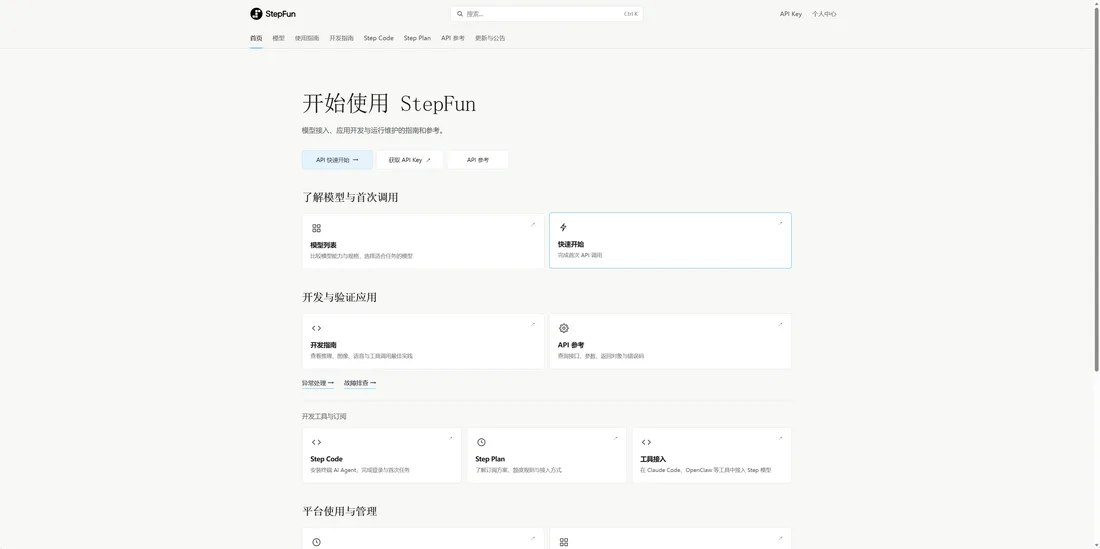 StepFun
搜索...
Ctrl K
API Key
个人中心
首页
模型
使用指南
开发指南
Step Code
Step Plan
API 参考
更新与公告
开始使用 StepFun
模型接入、应用开发与运行维护的指南和参考。
API 快速开始 →
获取 API Key ↗
API 参考
了解模型与首次调用
模型列表
比较模型能力与规格，选择适合任务的模型
快速开始
完成首次 API 调用
开发与验证应用
开发指南
查看推理、图像、语音与工具调用最佳实践
API 参考
查询接口、参数、返回对象与错误码
异常处理 →
故障排查 →
开发工具与订阅
Step Code
安装终端 AI Agent，完成登录与首次任务
Step Plan
了解订阅方案、额度规则与接入方式
工具接入
在 Claude Code、OpenClaw 等工具中接入 Step 模型
平台使用与管理